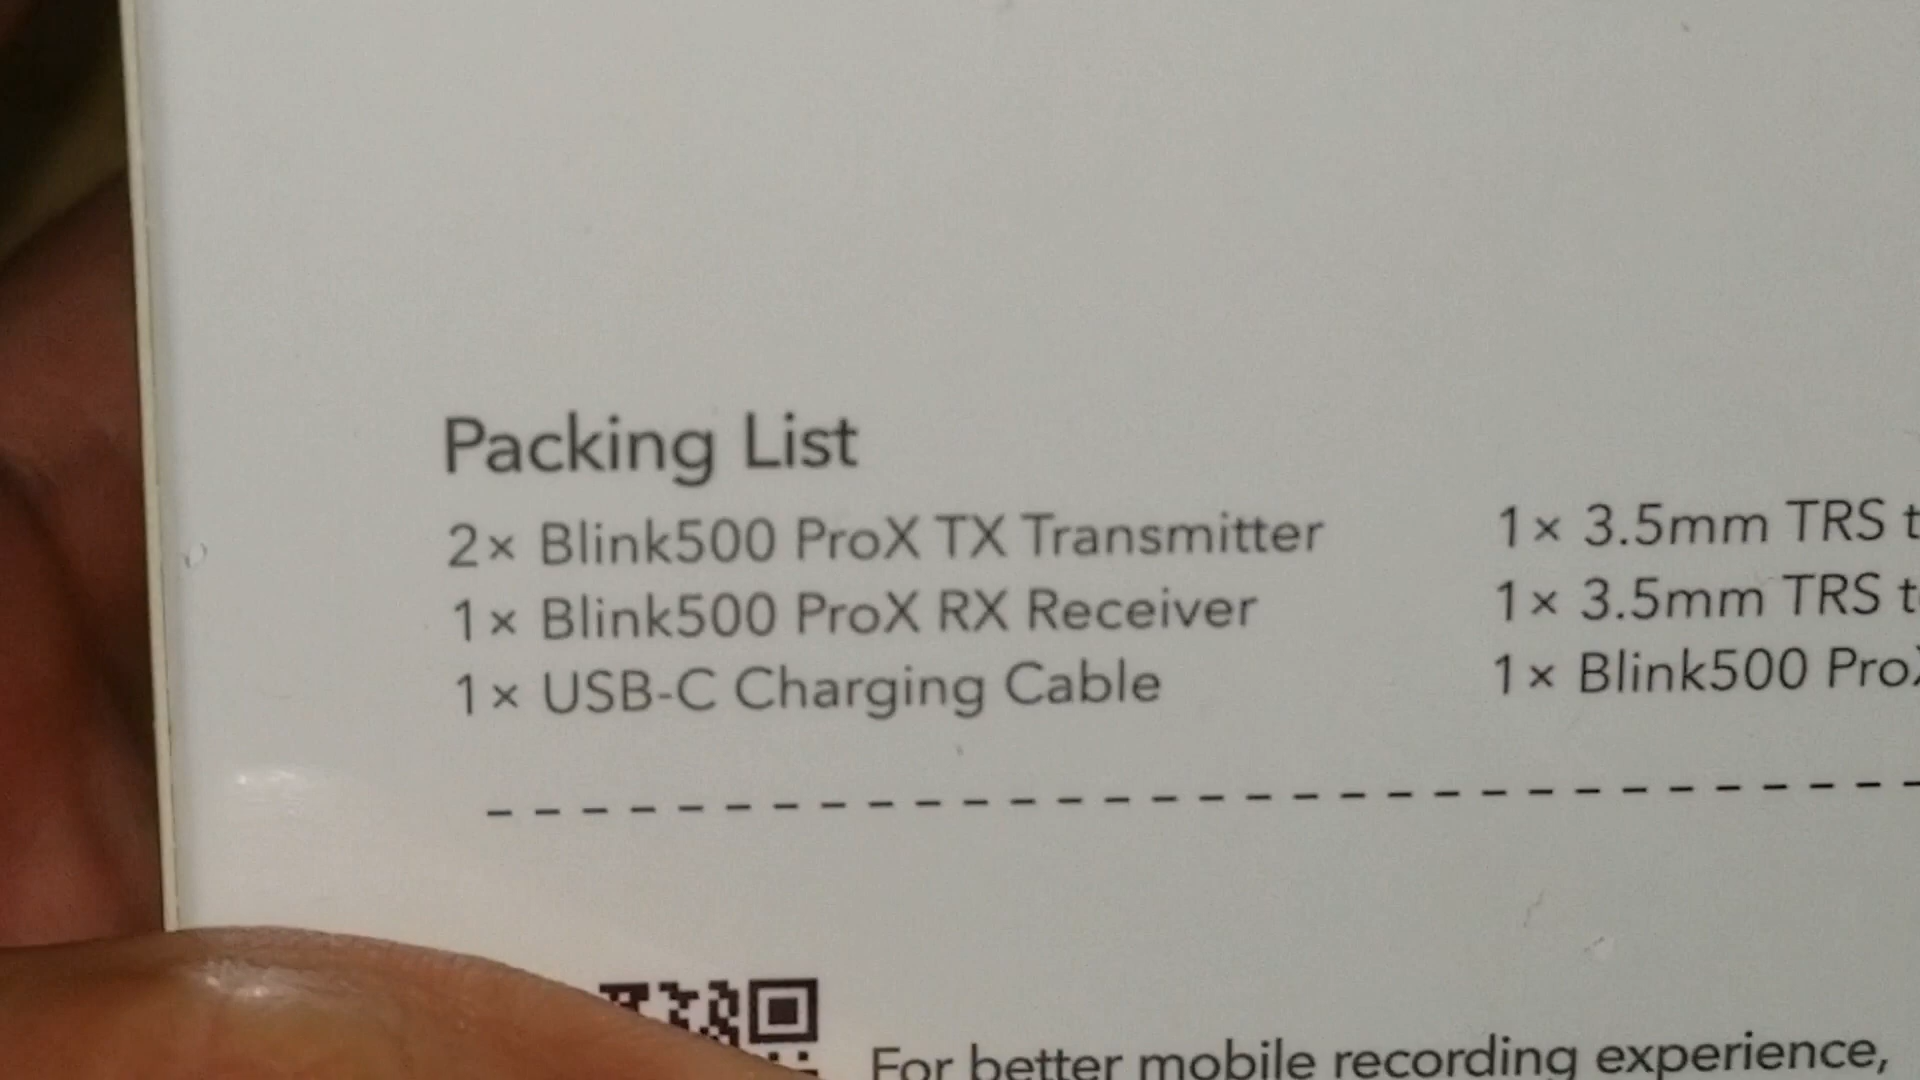 Packing List
2× Blink500 ProX TX Transmitter
1× Blink500 ProX RX Receiver
1× USB-C Charging Cable
1× 3.5mm TRS
1× 3.5mm TRS
1× Blink500 ProX
For better mobile recording experience,